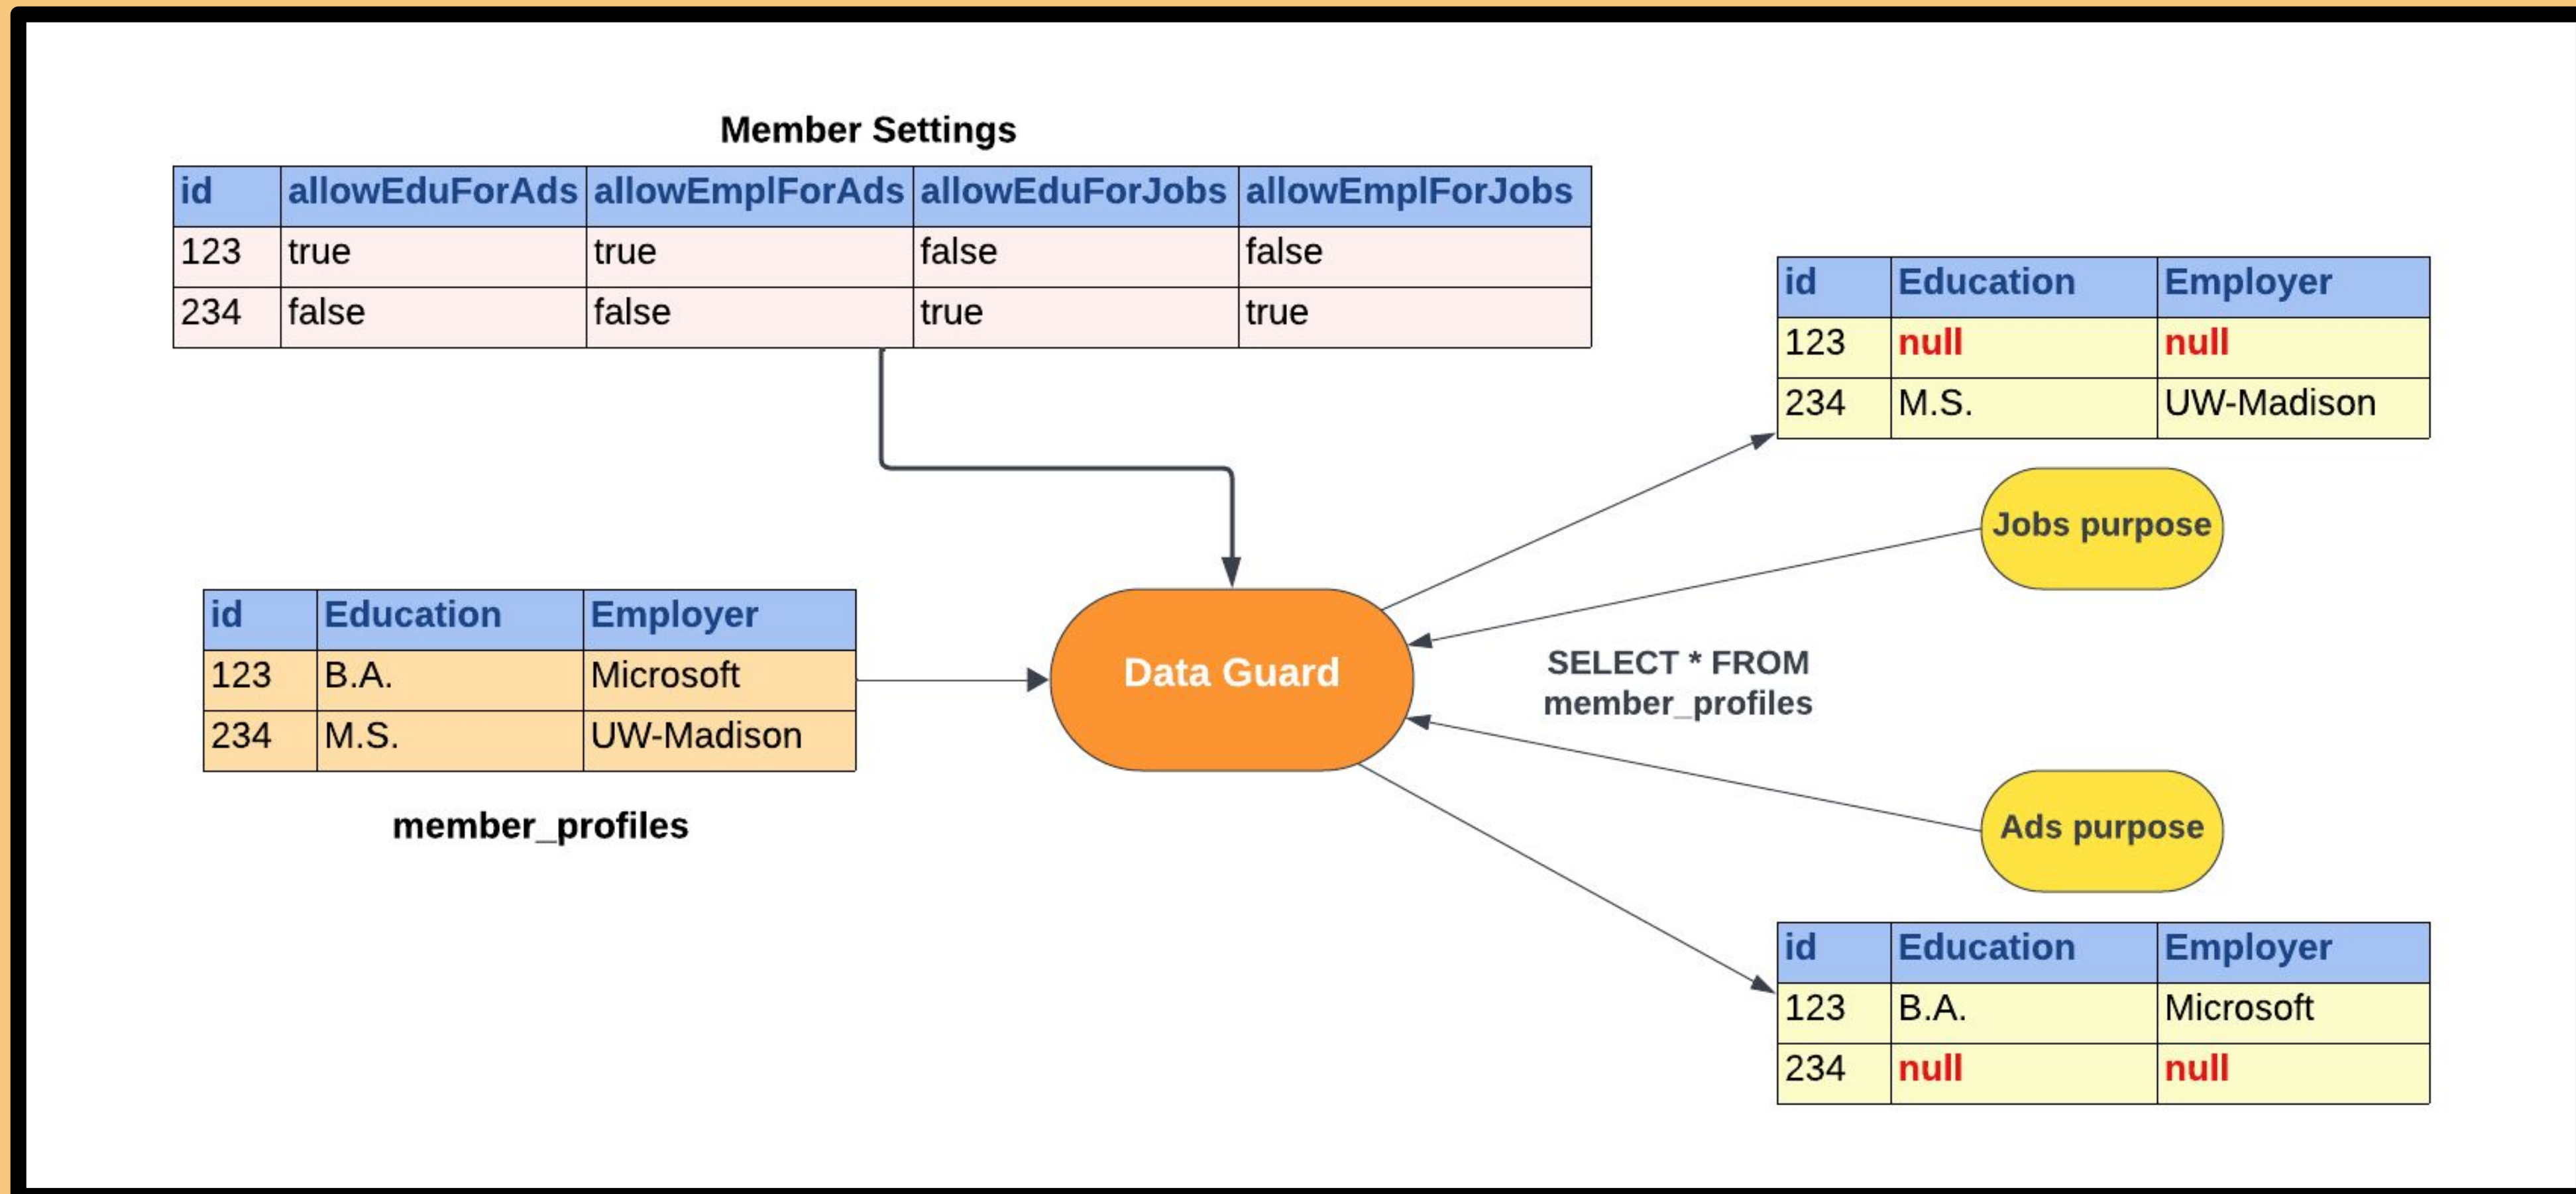 Member Settings
id allowEduForAds allowEmplForAds allowEduForJobs allowEmplForJobs
123 true true false false
234 false false true true
id Education Employer
123 null null
234 M.S. UW-Madison
Jobs purpose
id Education Employer
123 B.A. Microsoft
234 M.S. UW-Madison
member_profiles
Data Guard
SELECT * FROM
member_profiles
Ads purpose
id Education Employer
123 B.A. Microsoft
234 null null